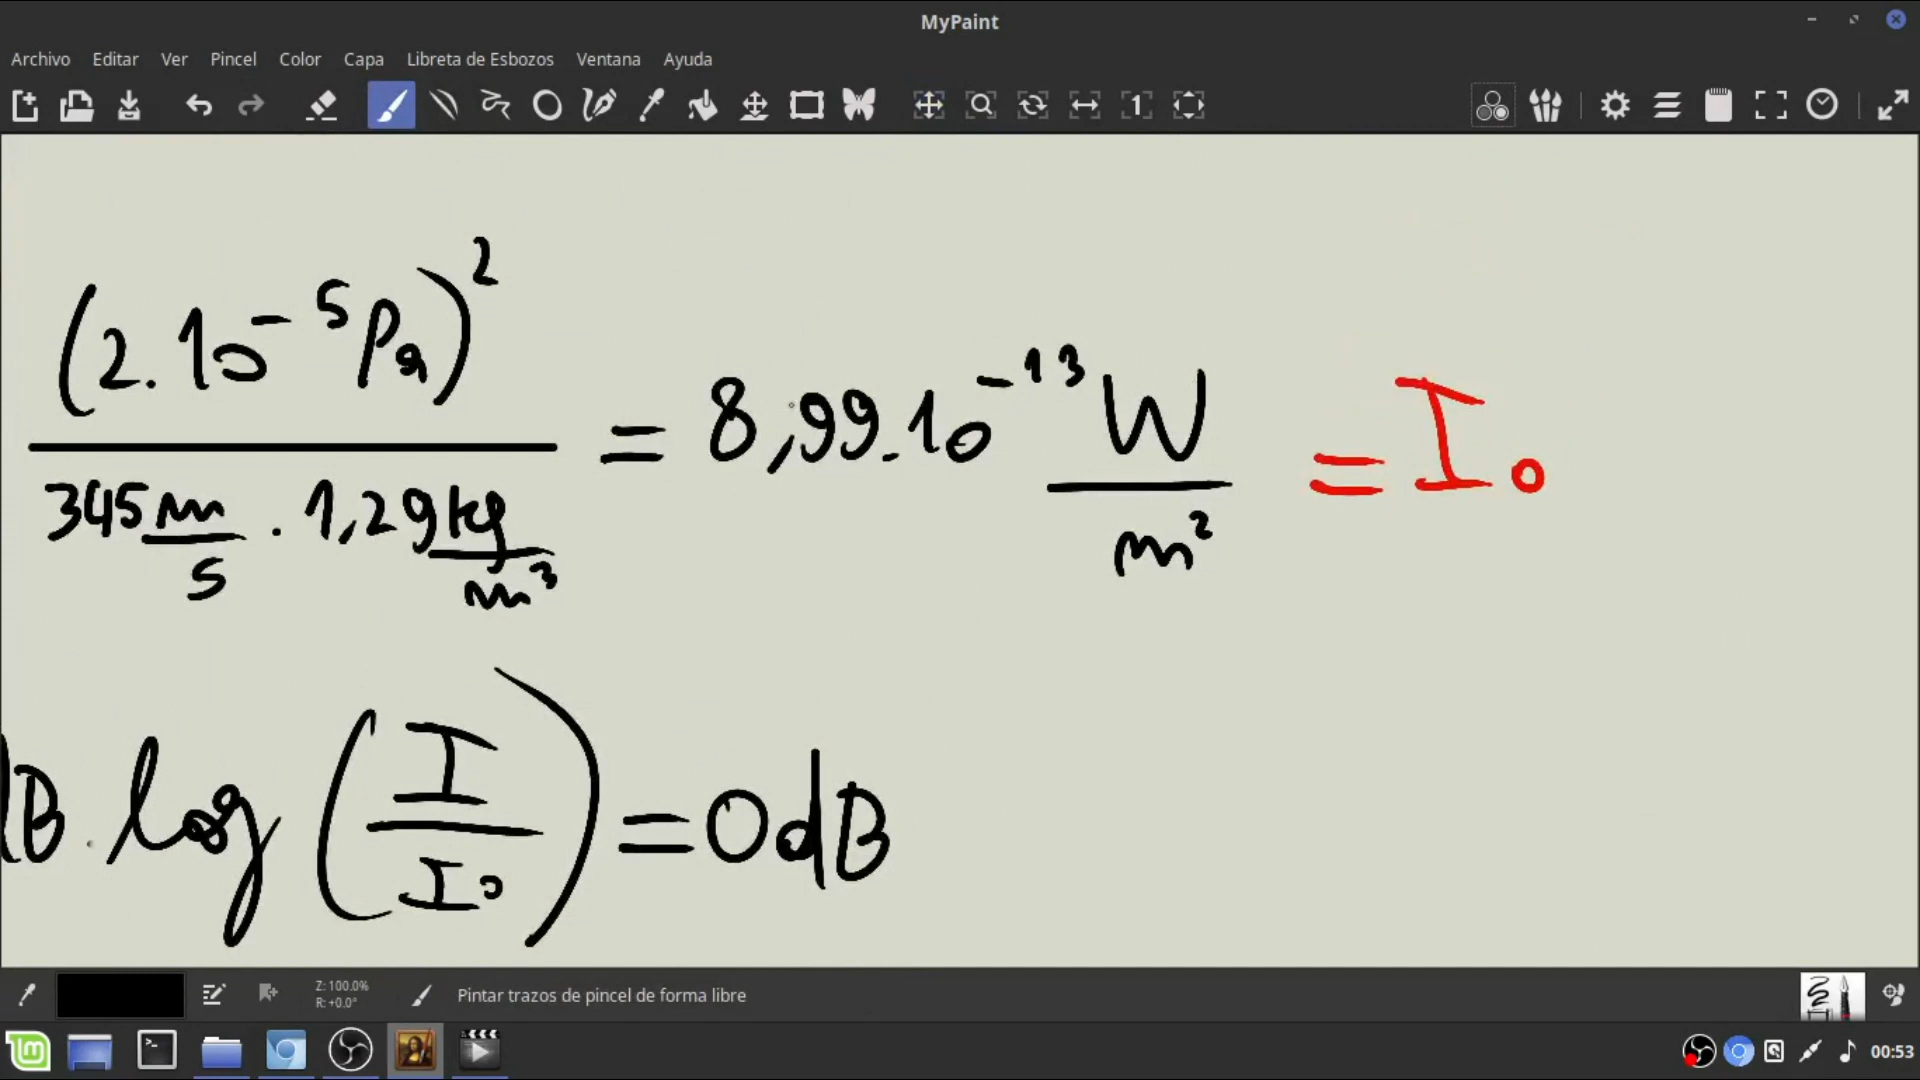 MyPaint
Archivo Editar Ver Pincel Color Capa Libreta de Esbozos Ventana Ayuda
(2.10⁻⁵Pa)² / (345 m/s . 1,29 kg/m³) = 8,99.10⁻¹³ W/m² = I₀
dB . log (I/I₀) = 0dB
Z: 100.0%
R: +0.0°
Pintar trazos de pincel de forma libre
00:53